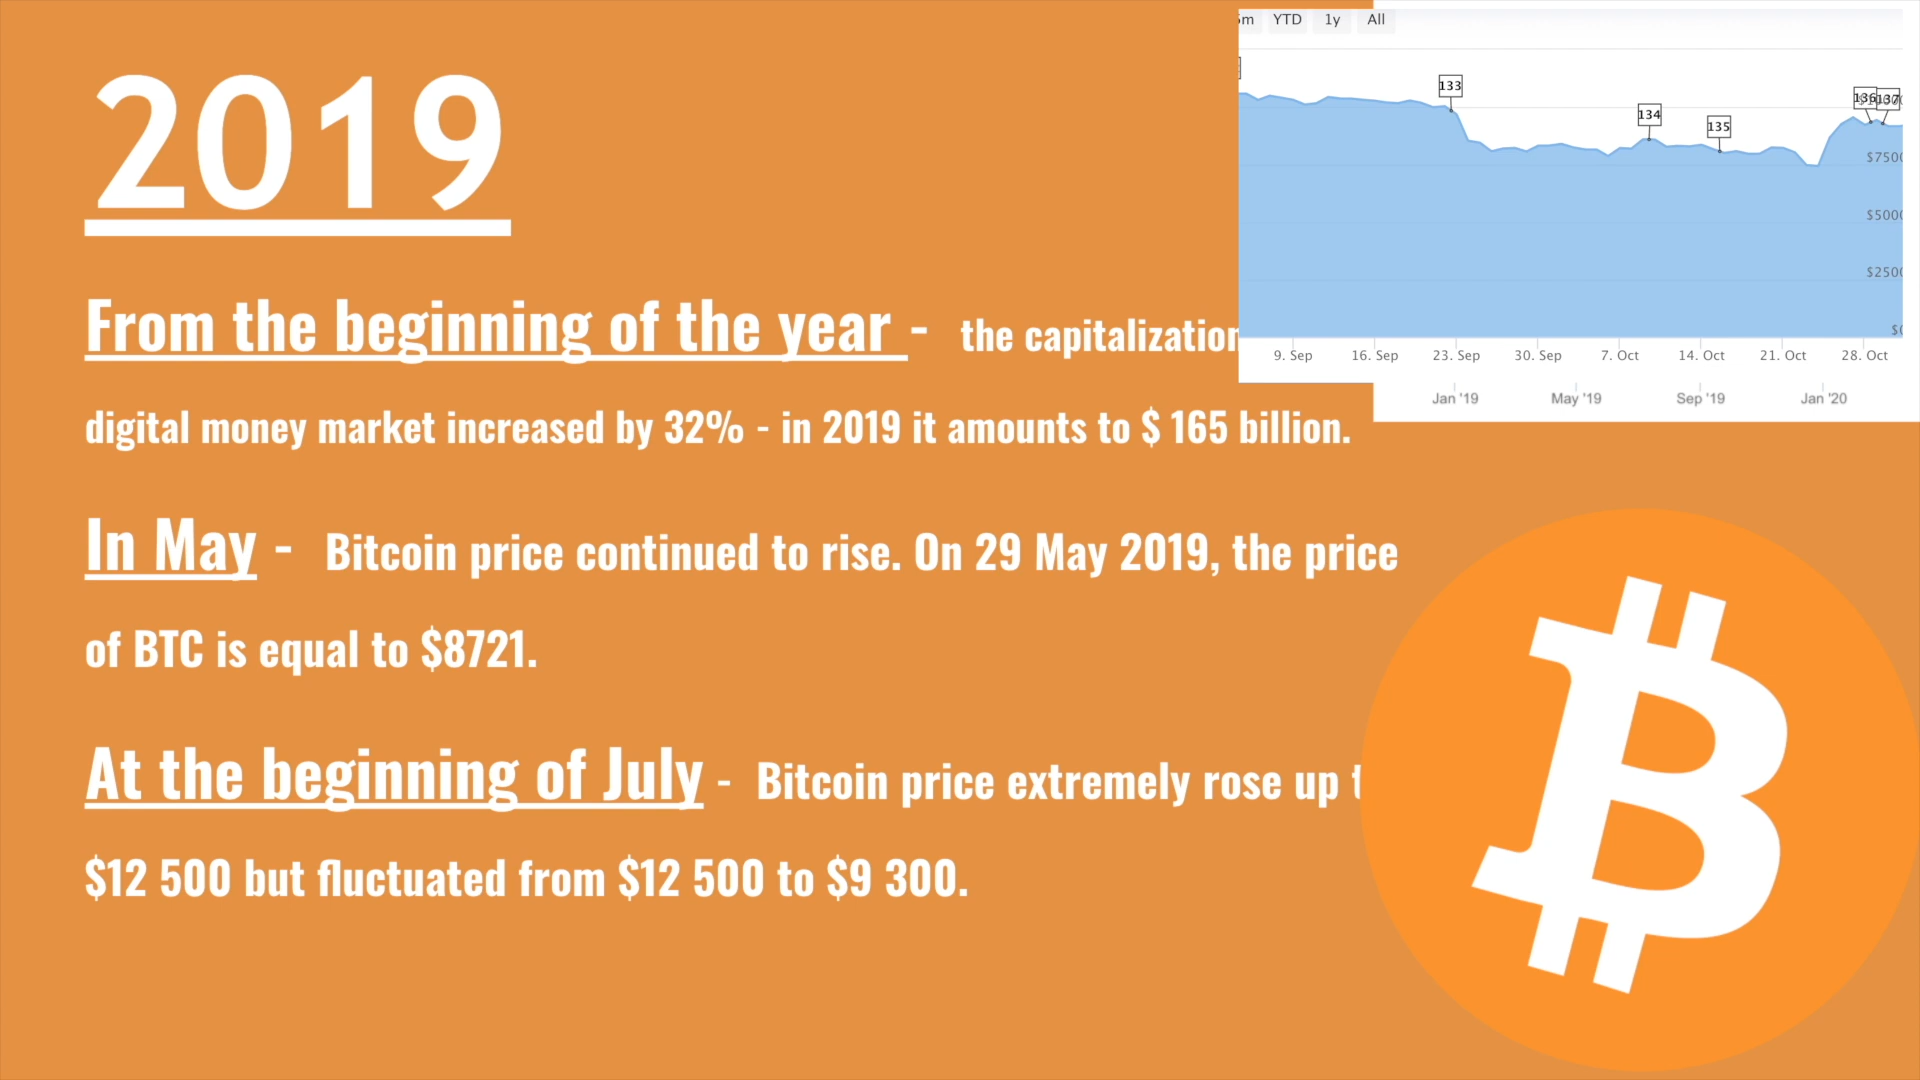 2019
From the beginning of the year - the capitalization
digital money market increased by 32% - in 2019 it amounts to $ 165 billion.
In May - Bitcoin price continued to rise. On 29 May 2019, the price
of BTC is equal to $8721.
At the beginning of July - Bitcoin price extremely rose up
$12 500 but fluctuated from $12 500 to $9 300.
YTD 1y All
133
134
135
136 137
$7500
$5000
$2500
$0
9. Sep 16. Sep 23. Sep 30. Sep 7. Oct 14. Oct 21. Oct 28. Oct
Jan '19 May '19 Sep '19 Jan '20